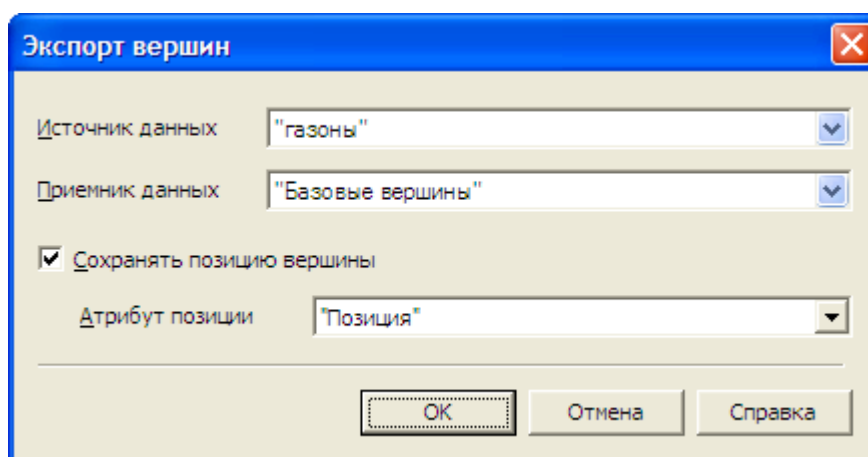 Экспорт вершин
Источник данных "газоны"
Приемник данных "Базовые вершины"
Сохранять позицию вершины
Атрибут позиции "Позиция"
OK Отмена Справка